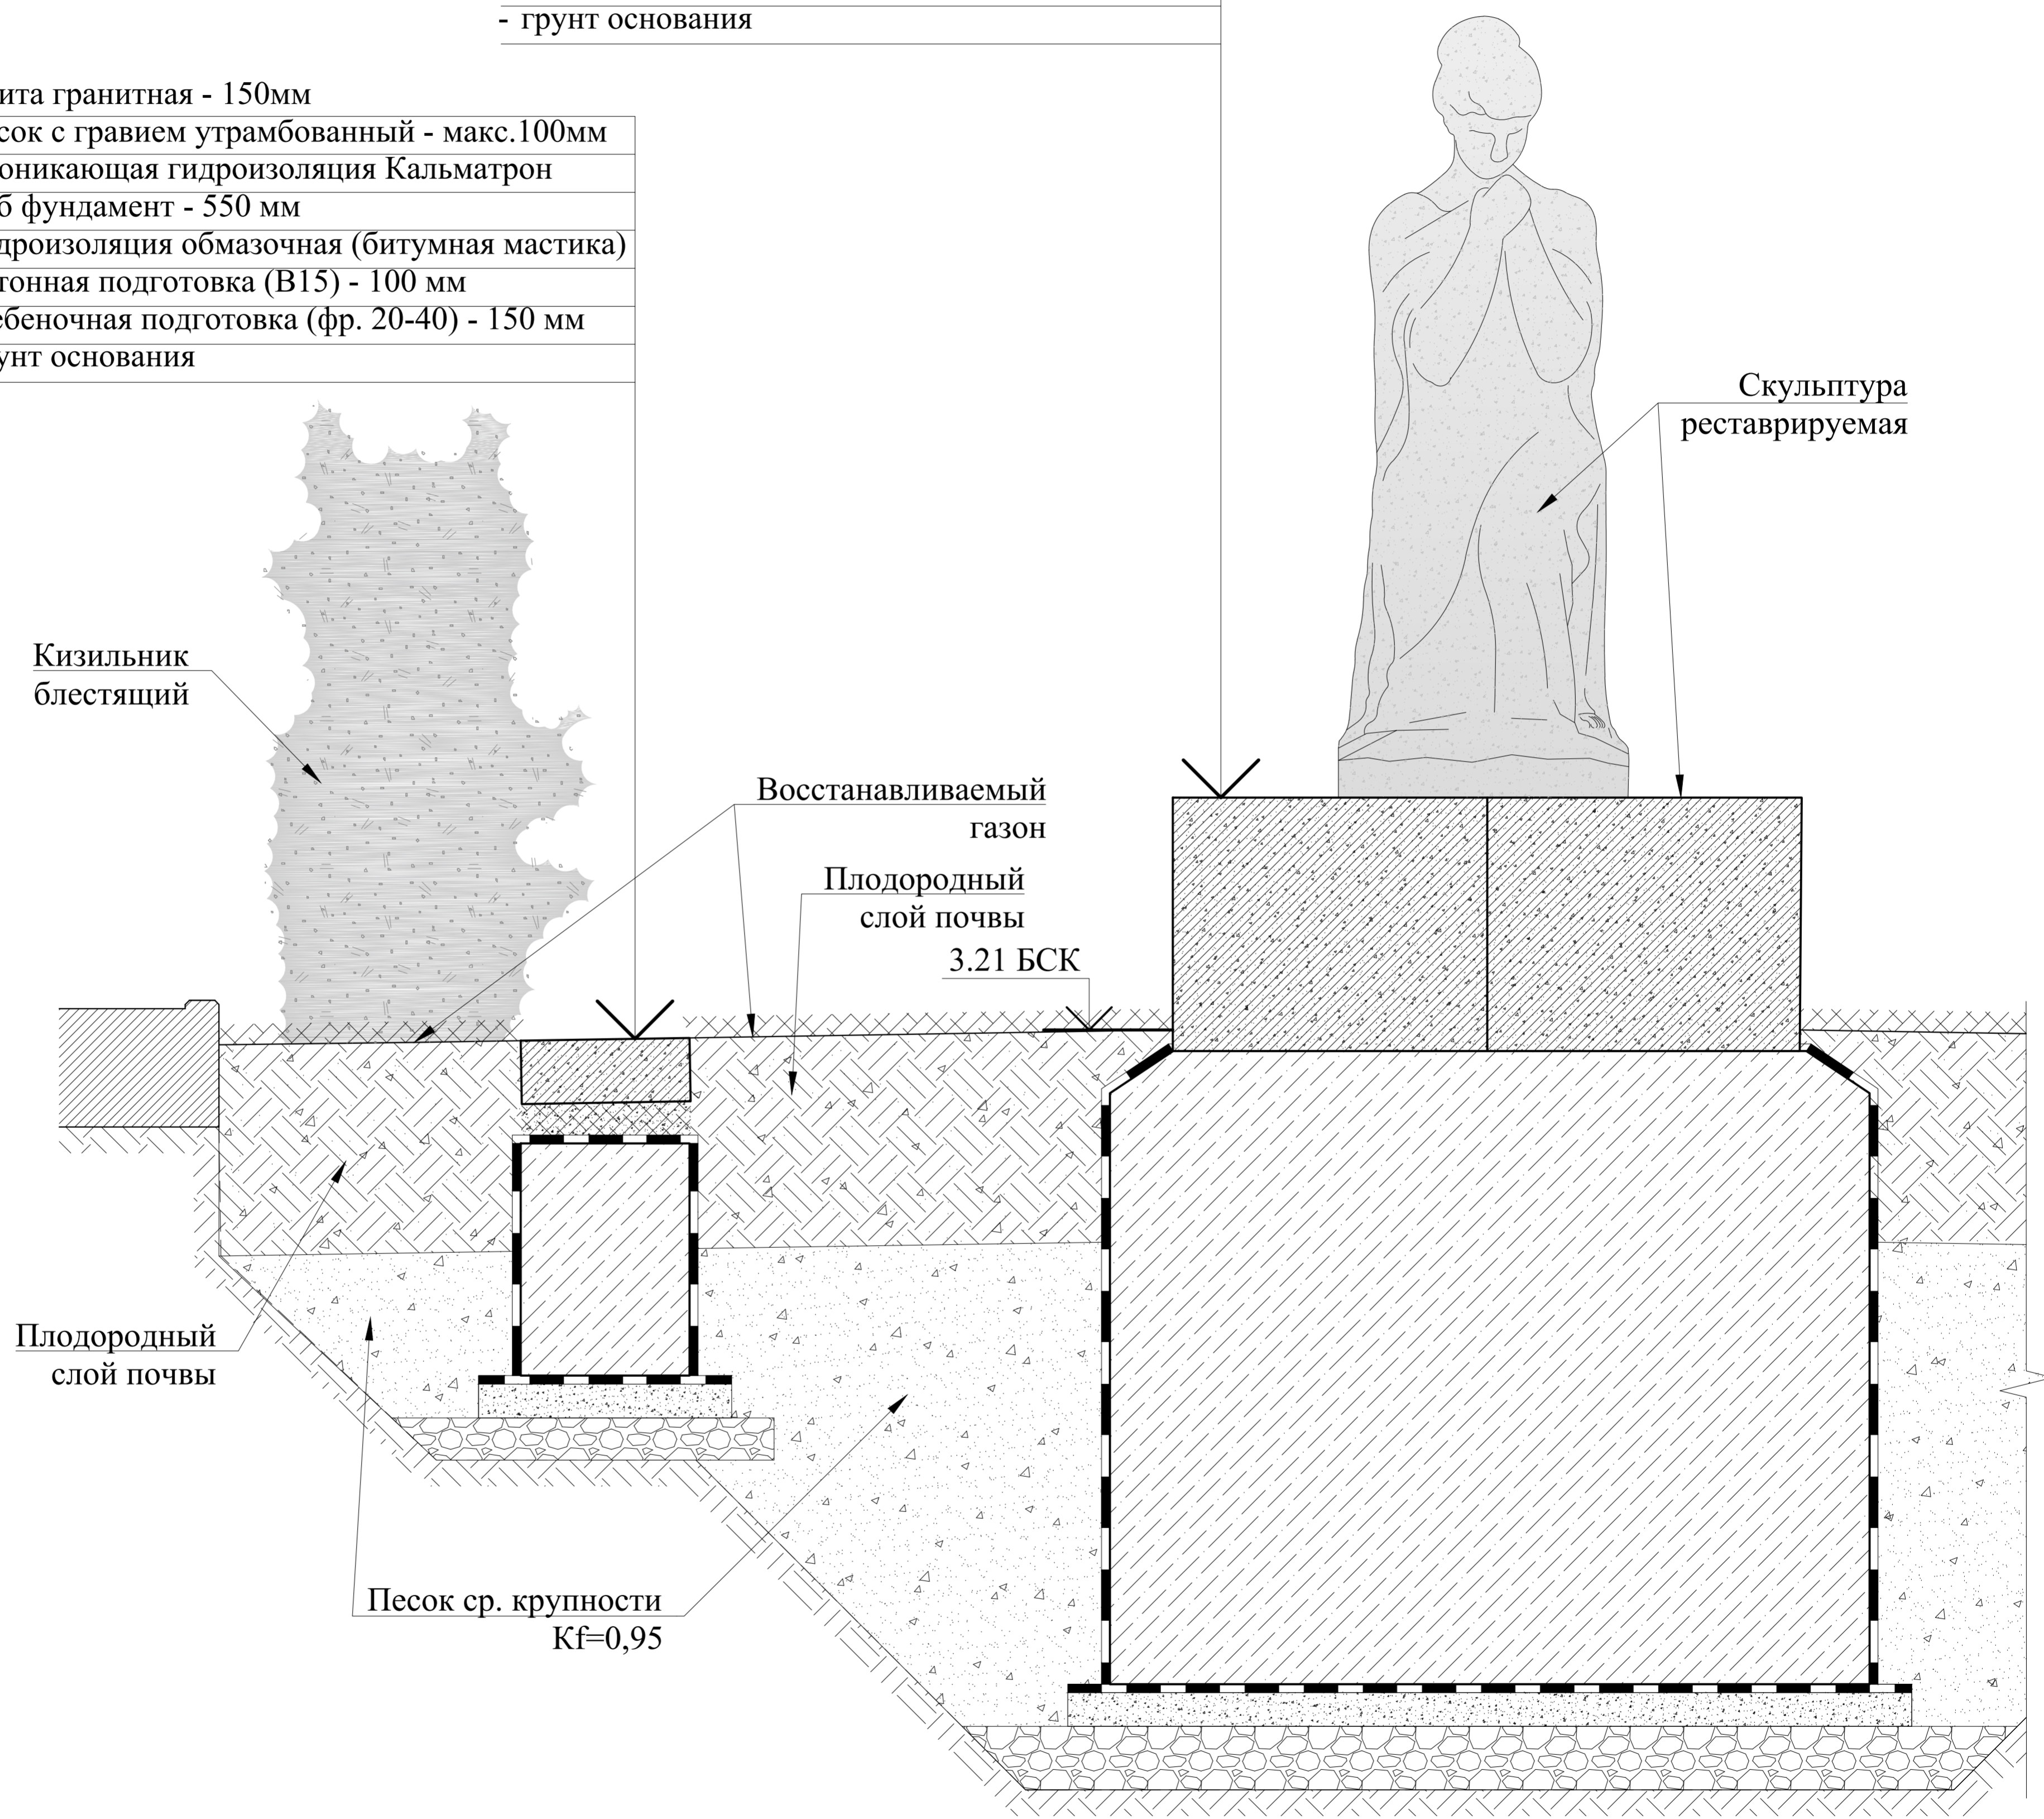 - грунт основания
ита гранитная - 150мм
сок с гравием утрамбованный - макс.100мм
оникающая гидроизоляция Кальматрон
б фундамент - 550 мм
дроизоляция обмазочная (битумная мастика)
тонная подготовка (В15) - 100 мм
ебеночная подготовка (фр. 20-40) - 150 мм
унт основания
Скульптура
реставрируемая
Кизильник
блестящий
Восстанавливаемый
газон
Плодородный
слой почвы
3.21 БСК
Плодородный
слой почвы
Песок ср. крупности
Kf=0,95